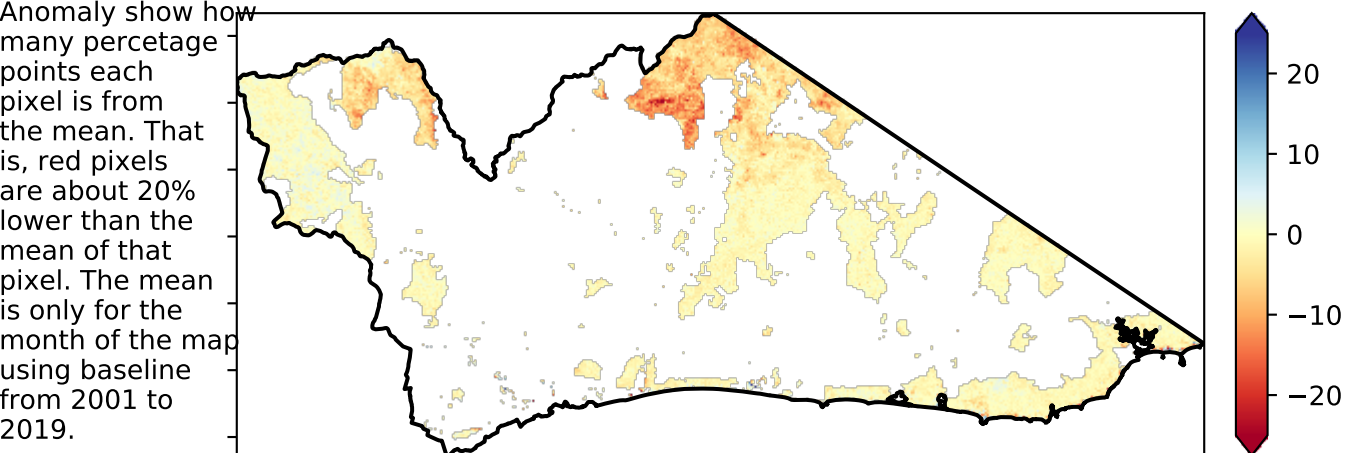 Anomaly show how
many percetage
points each
pixel is from
the mean. That
is, red pixels
are about 20%
lower than the
mean of that
pixel. The mean
is only for the
month of the map
using baseline
from 2001 to
2019.
20
10
0
−10
−20